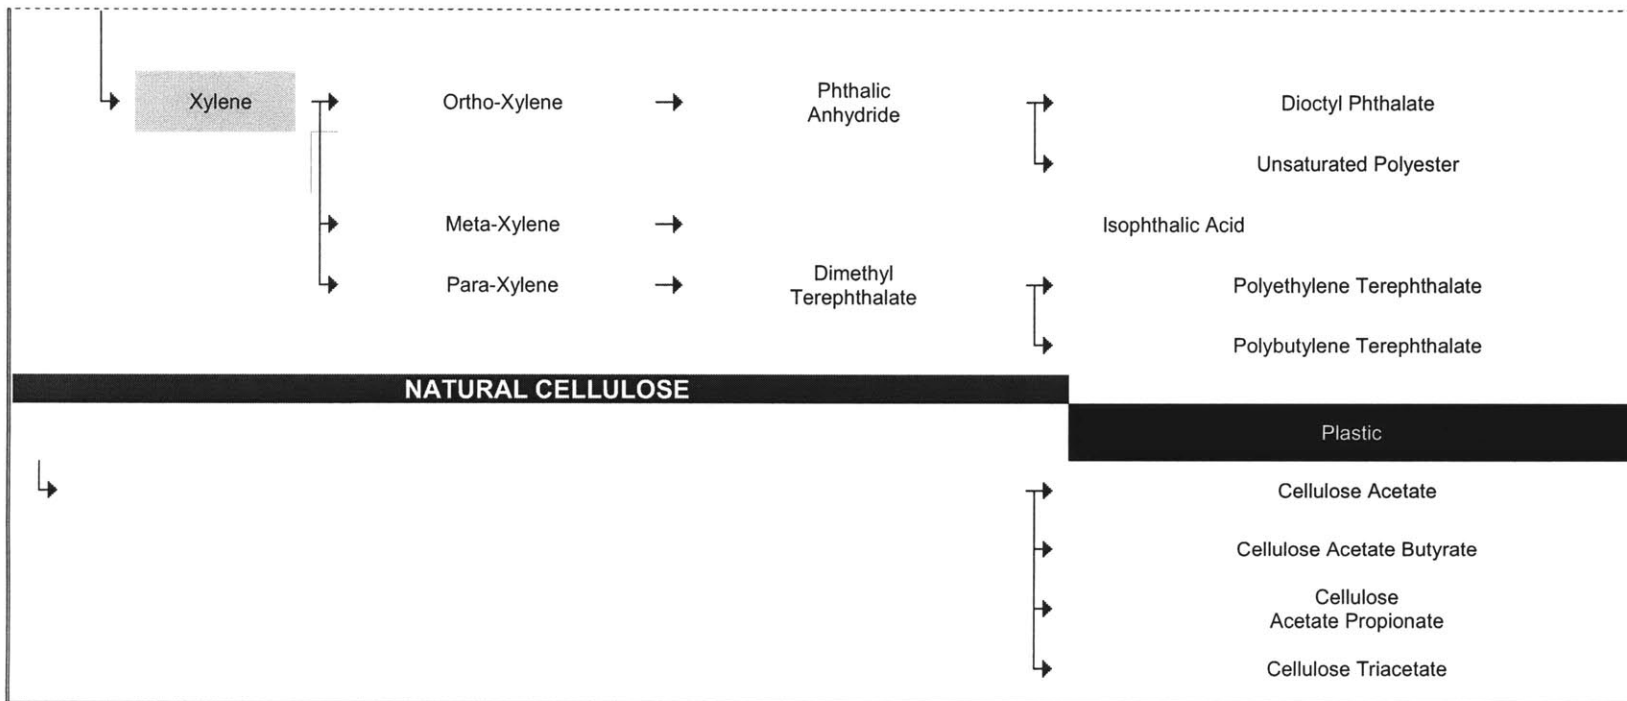 Xylene
Ortho-Xylene
Phthalic
Anhydride
Dioctyl Phthalate
Unsaturated Polyester
Meta-Xylene
Isophthalic Acid
Para-Xylene
Dimethyl
Terephthalate
Polyethylene Terephthalate
Polybutylene Terephthalate
NATURAL CELLULOSE
Plastic
Cellulose Acetate
Cellulose Acetate Butyrate
Cellulose
Acetate Propionate
Cellulose Triacetate